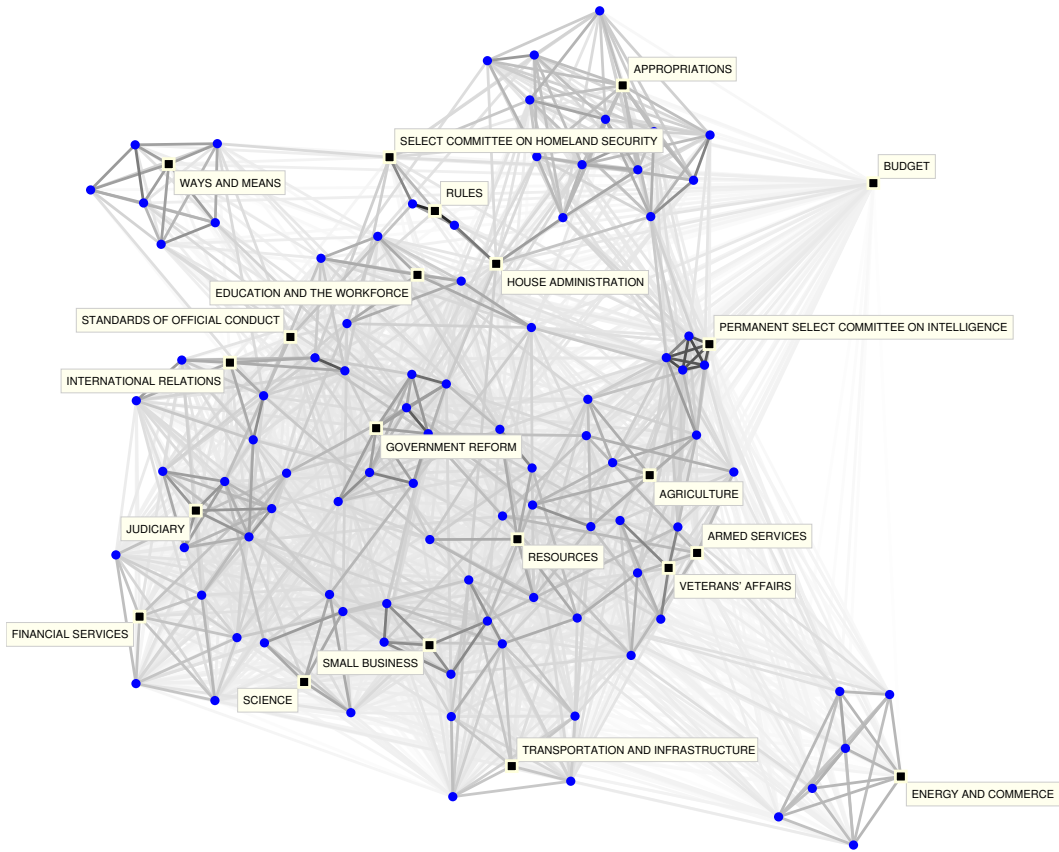 APPROPRIATIONS
SELECT COMMITTEE ON HOMELAND SECURITY
BUDGET
WAYS AND MEANS
RULES
HOUSE ADMINISTRATION
EDUCATION AND THE WORKFORCE
STANDARDS OF OFFICIAL CONDUCT
PERMANENT SELECT COMMITTEE ON INTELLIGENCE
INTERNATIONAL RELATIONS
GOVERNMENT REFORM
AGRICULTURE
JUDICIARY
ARMED SERVICES
RESOURCES
VETERANS' AFFAIRS
FINANCIAL SERVICES
SMALL BUSINESS
SCIENCE
TRANSPORTATION AND INFRASTRUCTURE
ENERGY AND COMMERCE